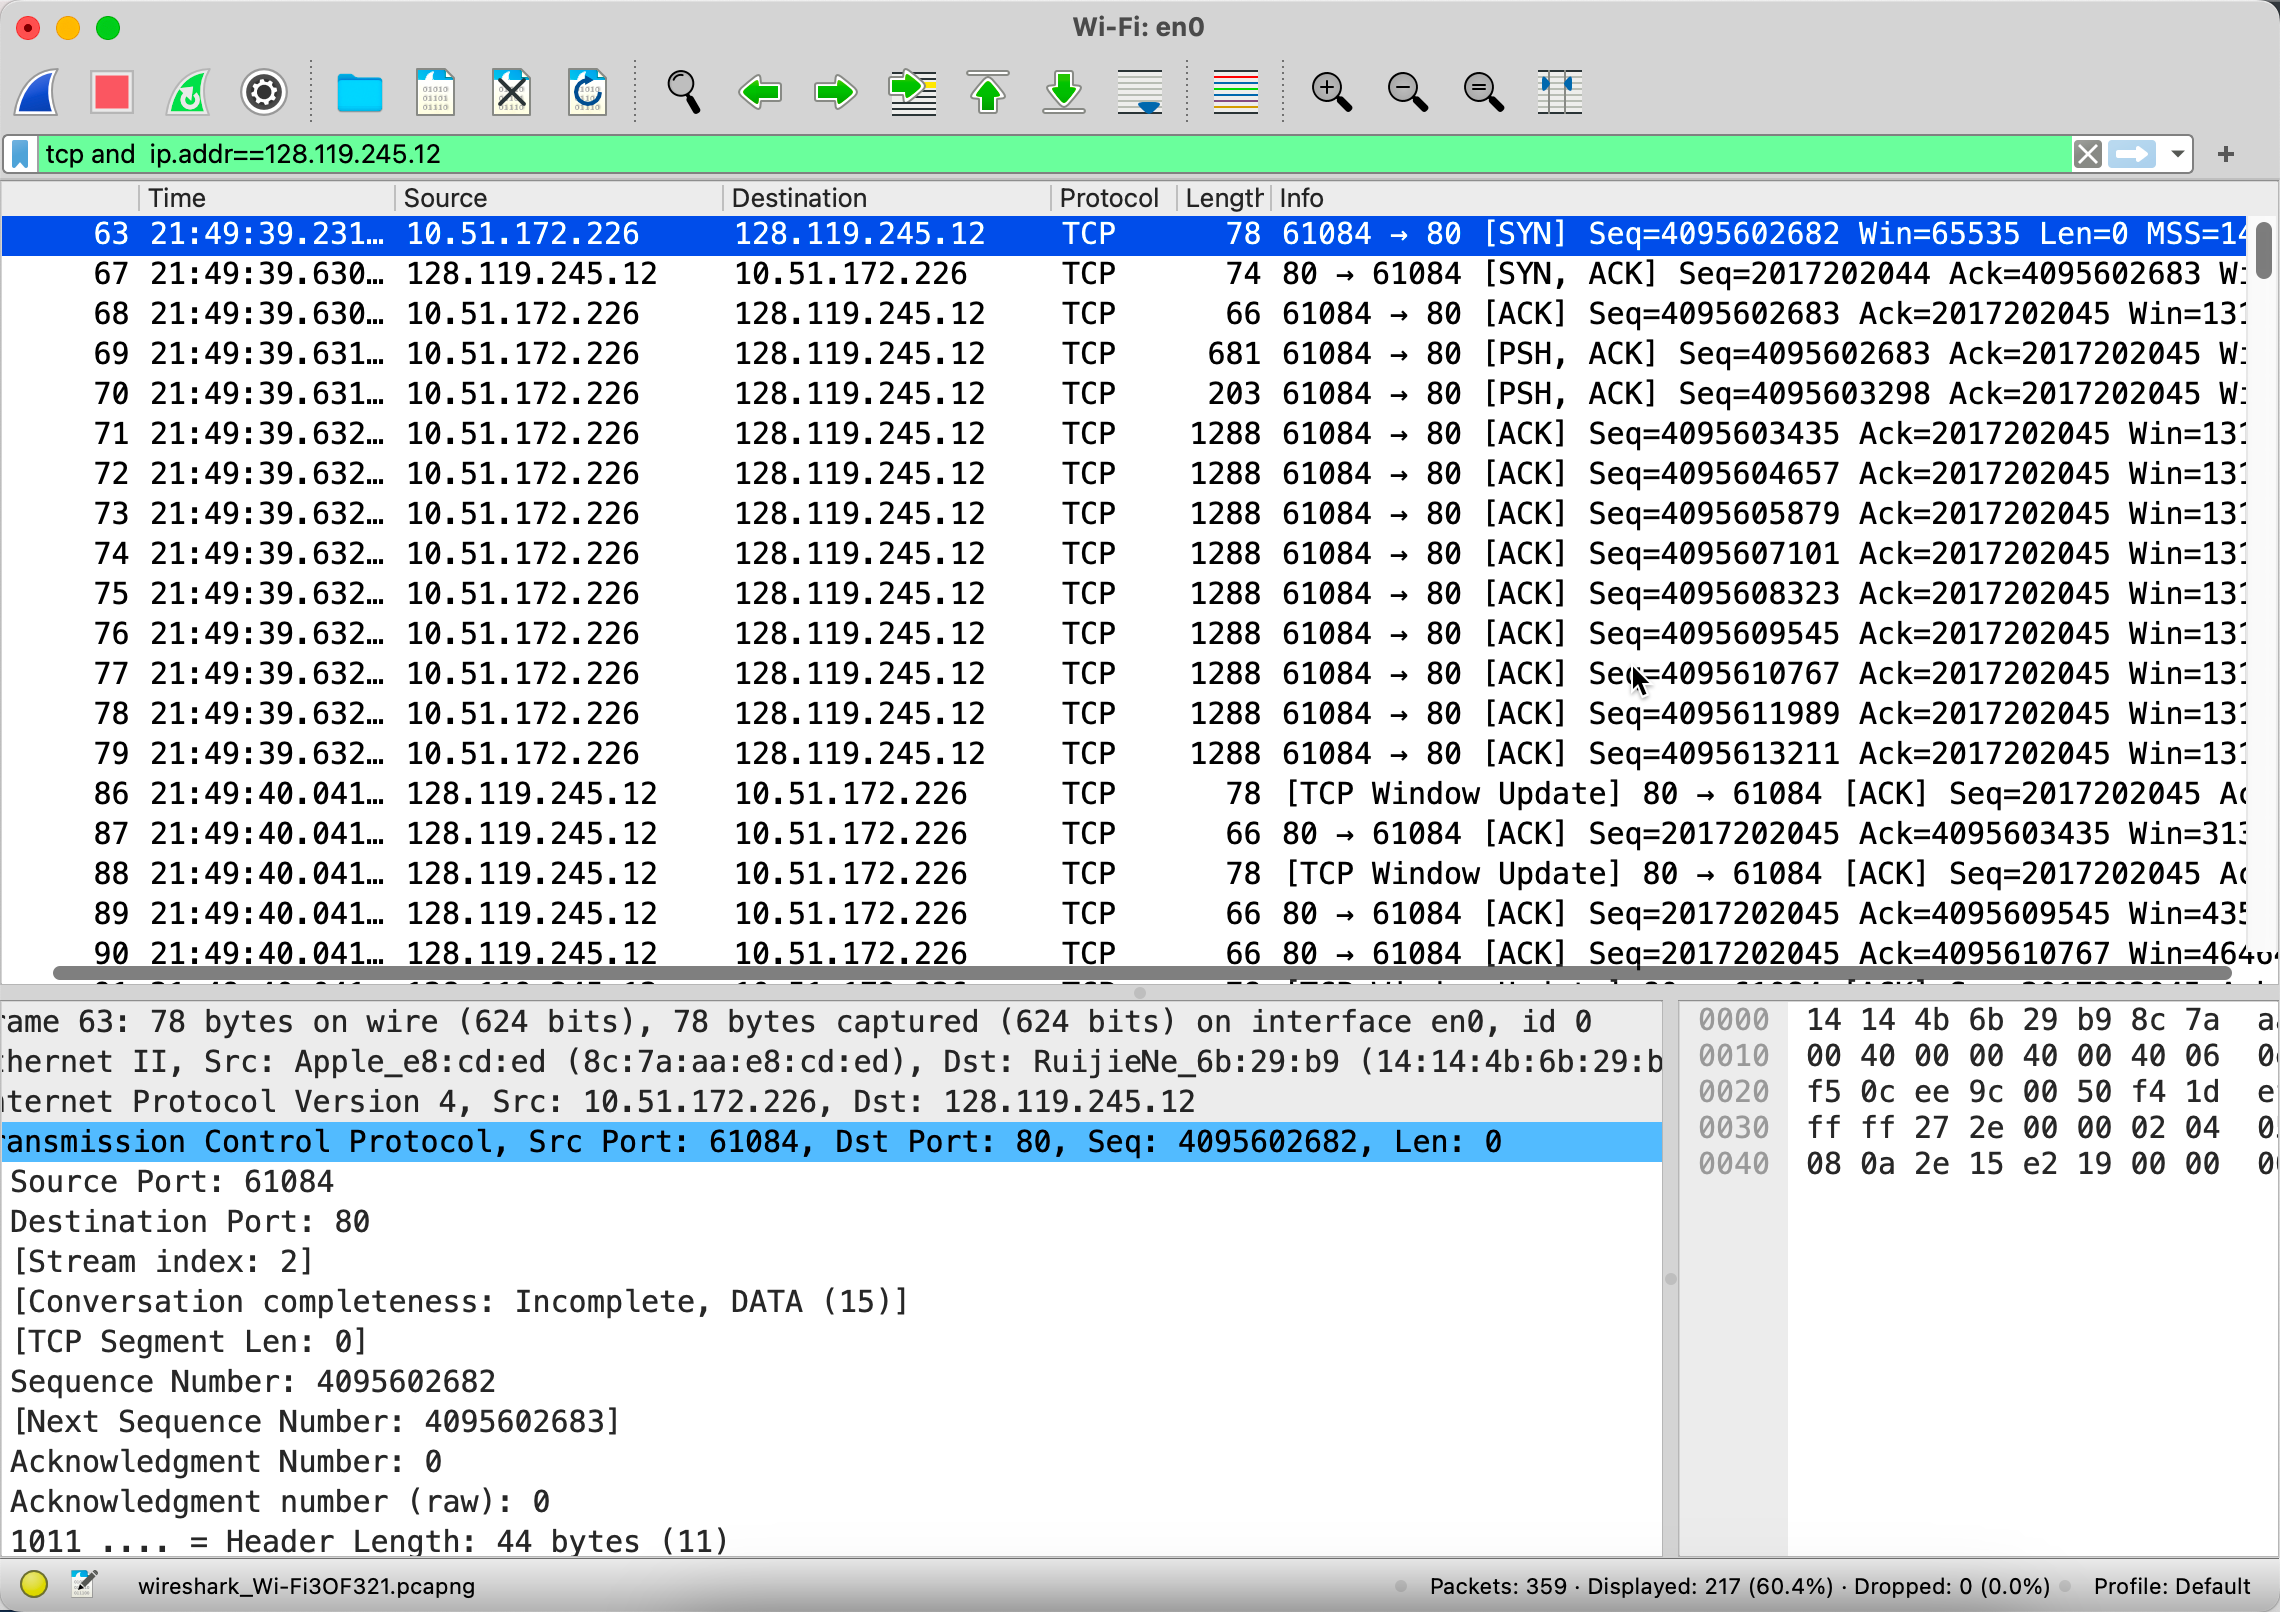 Wi-Fi: en0
tcp and  ip.addr==128.119.245.12
Time Source Destination Protocol Length Info
63 21:49:39.231… 10.51.172.226 128.119.245.12 TCP 78 61084 → 80 [SYN] Seq=4095602682 Win=65535 Len=0 MSS=14
67 21:49:39.630… 128.119.245.12 10.51.172.226 TCP 74 80 → 61084 [SYN, ACK] Seq=2017202044 Ack=4095602683 Wi
68 21:49:39.630… 10.51.172.226 128.119.245.12 TCP 66 61084 → 80 [ACK] Seq=4095602683 Ack=2017202045 Win=131
69 21:49:39.631… 10.51.172.226 128.119.245.12 TCP 681 61084 → 80 [PSH, ACK] Seq=4095602683 Ack=2017202045 Wi
70 21:49:39.631… 10.51.172.226 128.119.245.12 TCP 203 61084 → 80 [PSH, ACK] Seq=4095603298 Ack=2017202045 Wi
71 21:49:39.632… 10.51.172.226 128.119.245.12 TCP 1288 61084 → 80 [ACK] Seq=4095603435 Ack=2017202045 Win=131
72 21:49:39.632… 10.51.172.226 128.119.245.12 TCP 1288 61084 → 80 [ACK] Seq=4095604657 Ack=2017202045 Win=131
73 21:49:39.632… 10.51.172.226 128.119.245.12 TCP 1288 61084 → 80 [ACK] Seq=4095605879 Ack=2017202045 Win=131
74 21:49:39.632… 10.51.172.226 128.119.245.12 TCP 1288 61084 → 80 [ACK] Seq=4095607101 Ack=2017202045 Win=131
75 21:49:39.632… 10.51.172.226 128.119.245.12 TCP 1288 61084 → 80 [ACK] Seq=4095608323 Ack=2017202045 Win=131
76 21:49:39.632… 10.51.172.226 128.119.245.12 TCP 1288 61084 → 80 [ACK] Seq=4095609545 Ack=2017202045 Win=131
77 21:49:39.632… 10.51.172.226 128.119.245.12 TCP 1288 61084 → 80 [ACK] Seq=4095610767 Ack=2017202045 Win=131
78 21:49:39.632… 10.51.172.226 128.119.245.12 TCP 1288 61084 → 80 [ACK] Seq=4095611989 Ack=2017202045 Win=131
79 21:49:39.632… 10.51.172.226 128.119.245.12 TCP 1288 61084 → 80 [ACK] Seq=4095613211 Ack=2017202045 Win=131
86 21:49:40.041… 128.119.245.12 10.51.172.226 TCP 78 [TCP Window Update] 80 → 61084 [ACK] Seq=2017202045 Ac
87 21:49:40.041… 128.119.245.12 10.51.172.226 TCP 66 80 → 61084 [ACK] Seq=2017202045 Ack=4095603435 Win=313
88 21:49:40.041… 128.119.245.12 10.51.172.226 TCP 78 [TCP Window Update] 80 → 61084 [ACK] Seq=2017202045 Ac
89 21:49:40.041… 128.119.245.12 10.51.172.226 TCP 66 80 → 61084 [ACK] Seq=2017202045 Ack=4095609545 Win=435
90 21:49:40.041… 128.119.245.12 10.51.172.226 TCP 66 80 → 61084 [ACK] Seq=2017202045 Ack=4095610767 Win=464
ame 63: 78 bytes on wire (624 bits), 78 bytes captured (624 bits) on interface en0, id 0
hernet II, Src: Apple_e8:cd:ed (8c:7a:aa:e8:cd:ed), Dst: RuijieNe_6b:29:b9 (14:14:4b:6b:29:b
ternet Protocol Version 4, Src: 10.51.172.226, Dst: 128.119.245.12
ansmission Control Protocol, Src Port: 61084, Dst Port: 80, Seq: 4095602682, Len: 0
Source Port: 61084
Destination Port: 80
[Stream index: 2]
[Conversation completeness: Incomplete, DATA (15)]
[TCP Segment Len: 0]
Sequence Number: 4095602682
[Next Sequence Number: 4095602683]
Acknowledgment Number: 0
Acknowledgment number (raw): 0
1011 .... = Header Length: 44 bytes (11)
0000 14 14 4b 6b 29 b9 8c 7a a
0010 00 40 00 00 40 00 40 06 0
0020 f5 0c ee 9c 00 50 f4 1d e
0030 ff ff 27 2e 00 00 02 04 0
0040 08 0a 2e 15 e2 19 00 00 0
wireshark_Wi-Fi3OF321.pcapng
Packets: 359 · Displayed: 217 (60.4%) · Dropped: 0 (0.0%)
Profile: Default